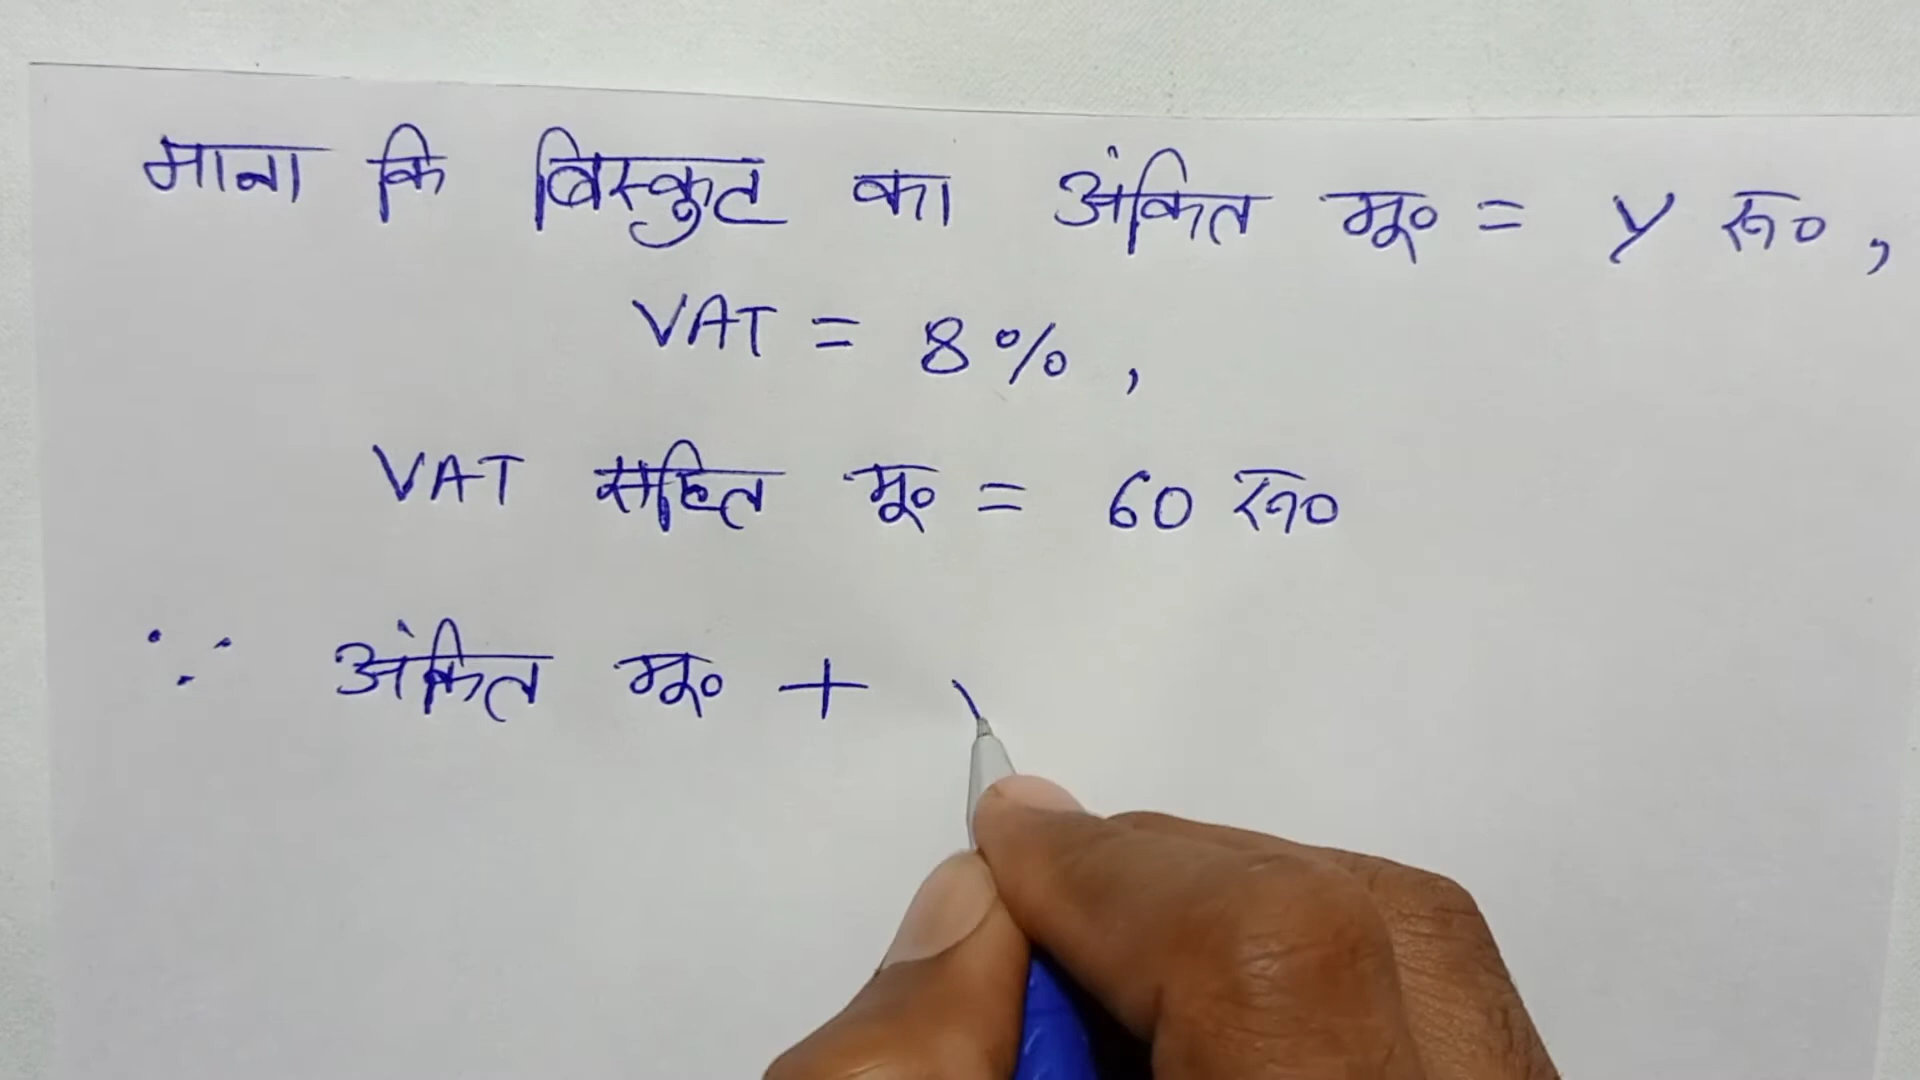 माना कि बिस्कुट का अंकित मू० = y रू०,
VAT = 8%,
VAT सहित मू० = 60 रू०
∵ अंकित मू० +